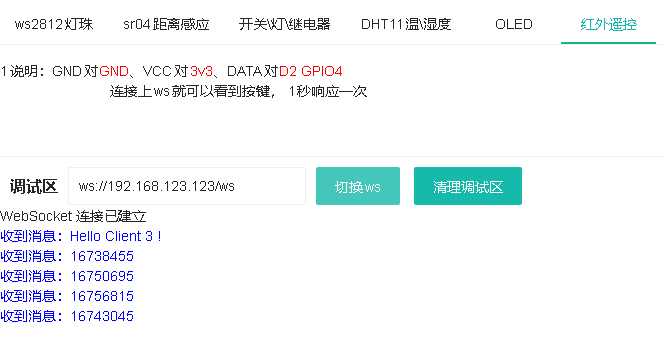 ws2812灯珠 sr04距离感应 开关\灯\继电器 DHT11温\湿度 OLED 红外遥控
1说明：GND对GND、VCC对3v3、DATA对D2 GPIO4
连接上ws就可以看到按键， 1秒响应一次
调试区 ws://192.168.123.123/ws 切换ws 清理调试区
WebSocket 连接已建立
收到消息：Hello Client 3 !
收到消息：16738455
收到消息：16750695
收到消息：16756815
收到消息：16743045